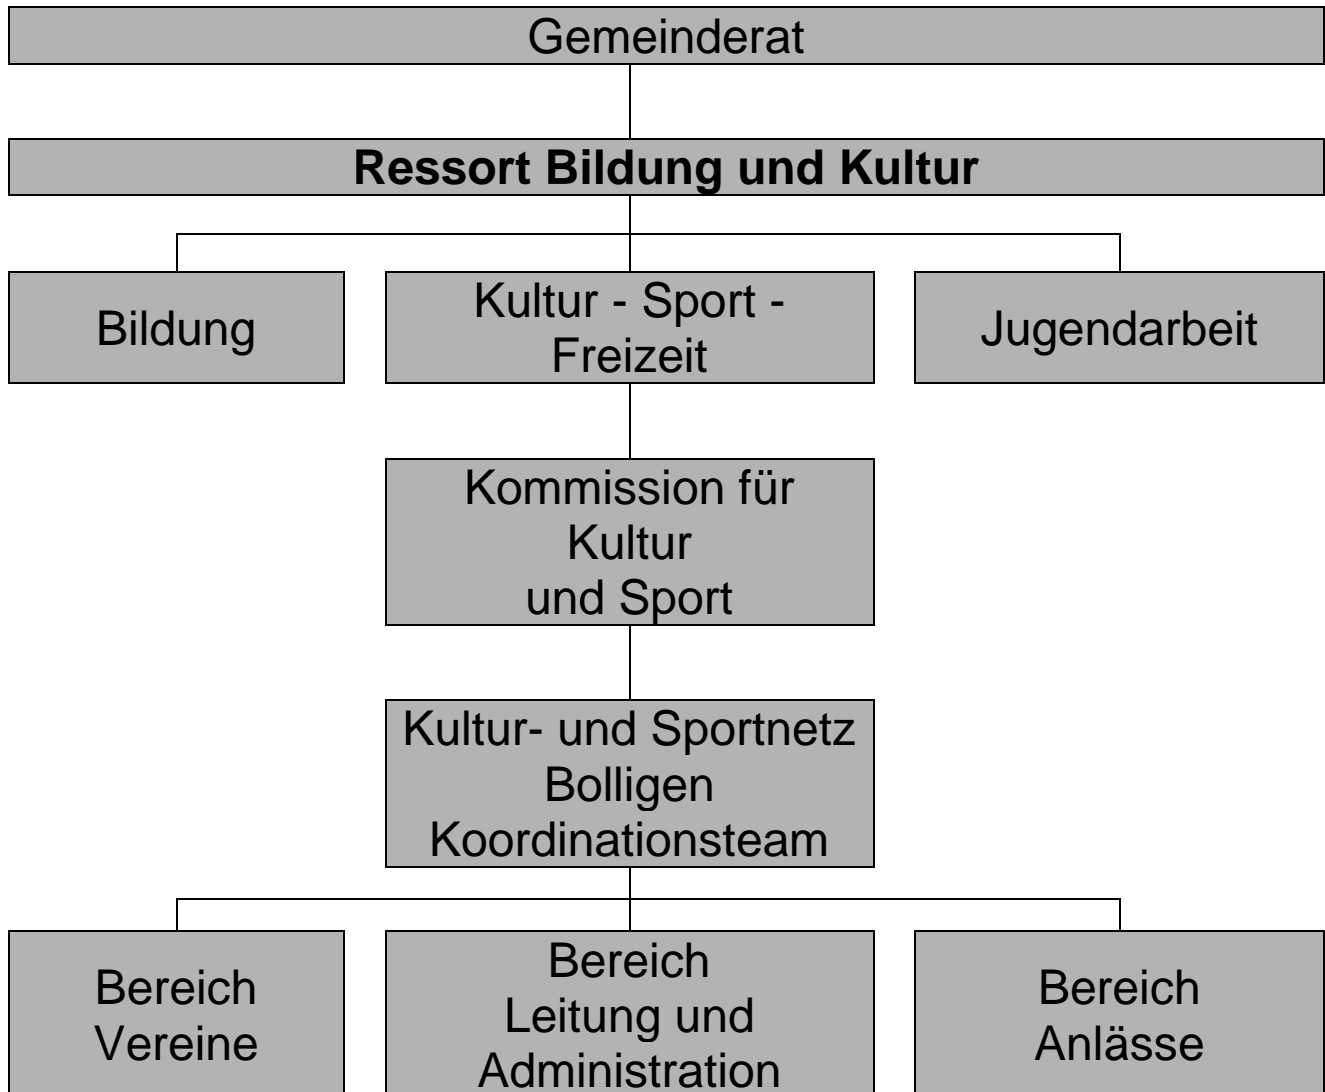 Gemeinderat
Ressort Bildung und Kultur
Bildung
Kultur - Sport -
Freizeit
Jugendarbeit
Kommission für
Kultur
und Sport
Kultur- und Sportnetz
Bolligen
Koordinationsteam
Bereich
Vereine
Bereich
Leitung und
Administration
Bereich
Anlässe